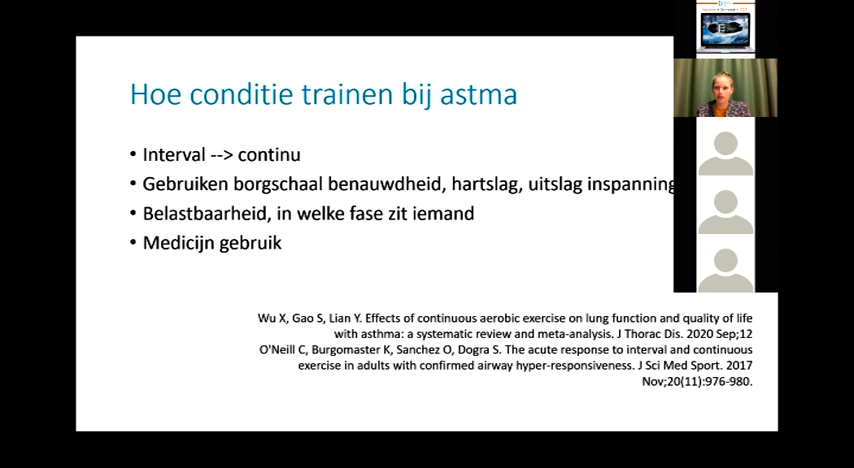 Hoe conditie trainen bij astma
• Interval --> continu
• Gebruiken borgschaal benauwdheid, hartslag, uitslag inspanning
• Belastbaarheid, in welke fase zit iemand
• Medicijn gebruik
Wu X, Gao S, Lian Y. Effects of continuous aerobic exercise on lung function and quality of life
with asthma: a systematic review and meta-analysis. J Thorac Dis. 2020 Sep;12
O'Neill C, Burgomaster K, Sanchez O, Dogra S. The acute response to interval and continuous
exercise in adults with confirmed airway hyper-responsiveness. J Sci Med Sport. 2017
Nov;20(11):976-980.